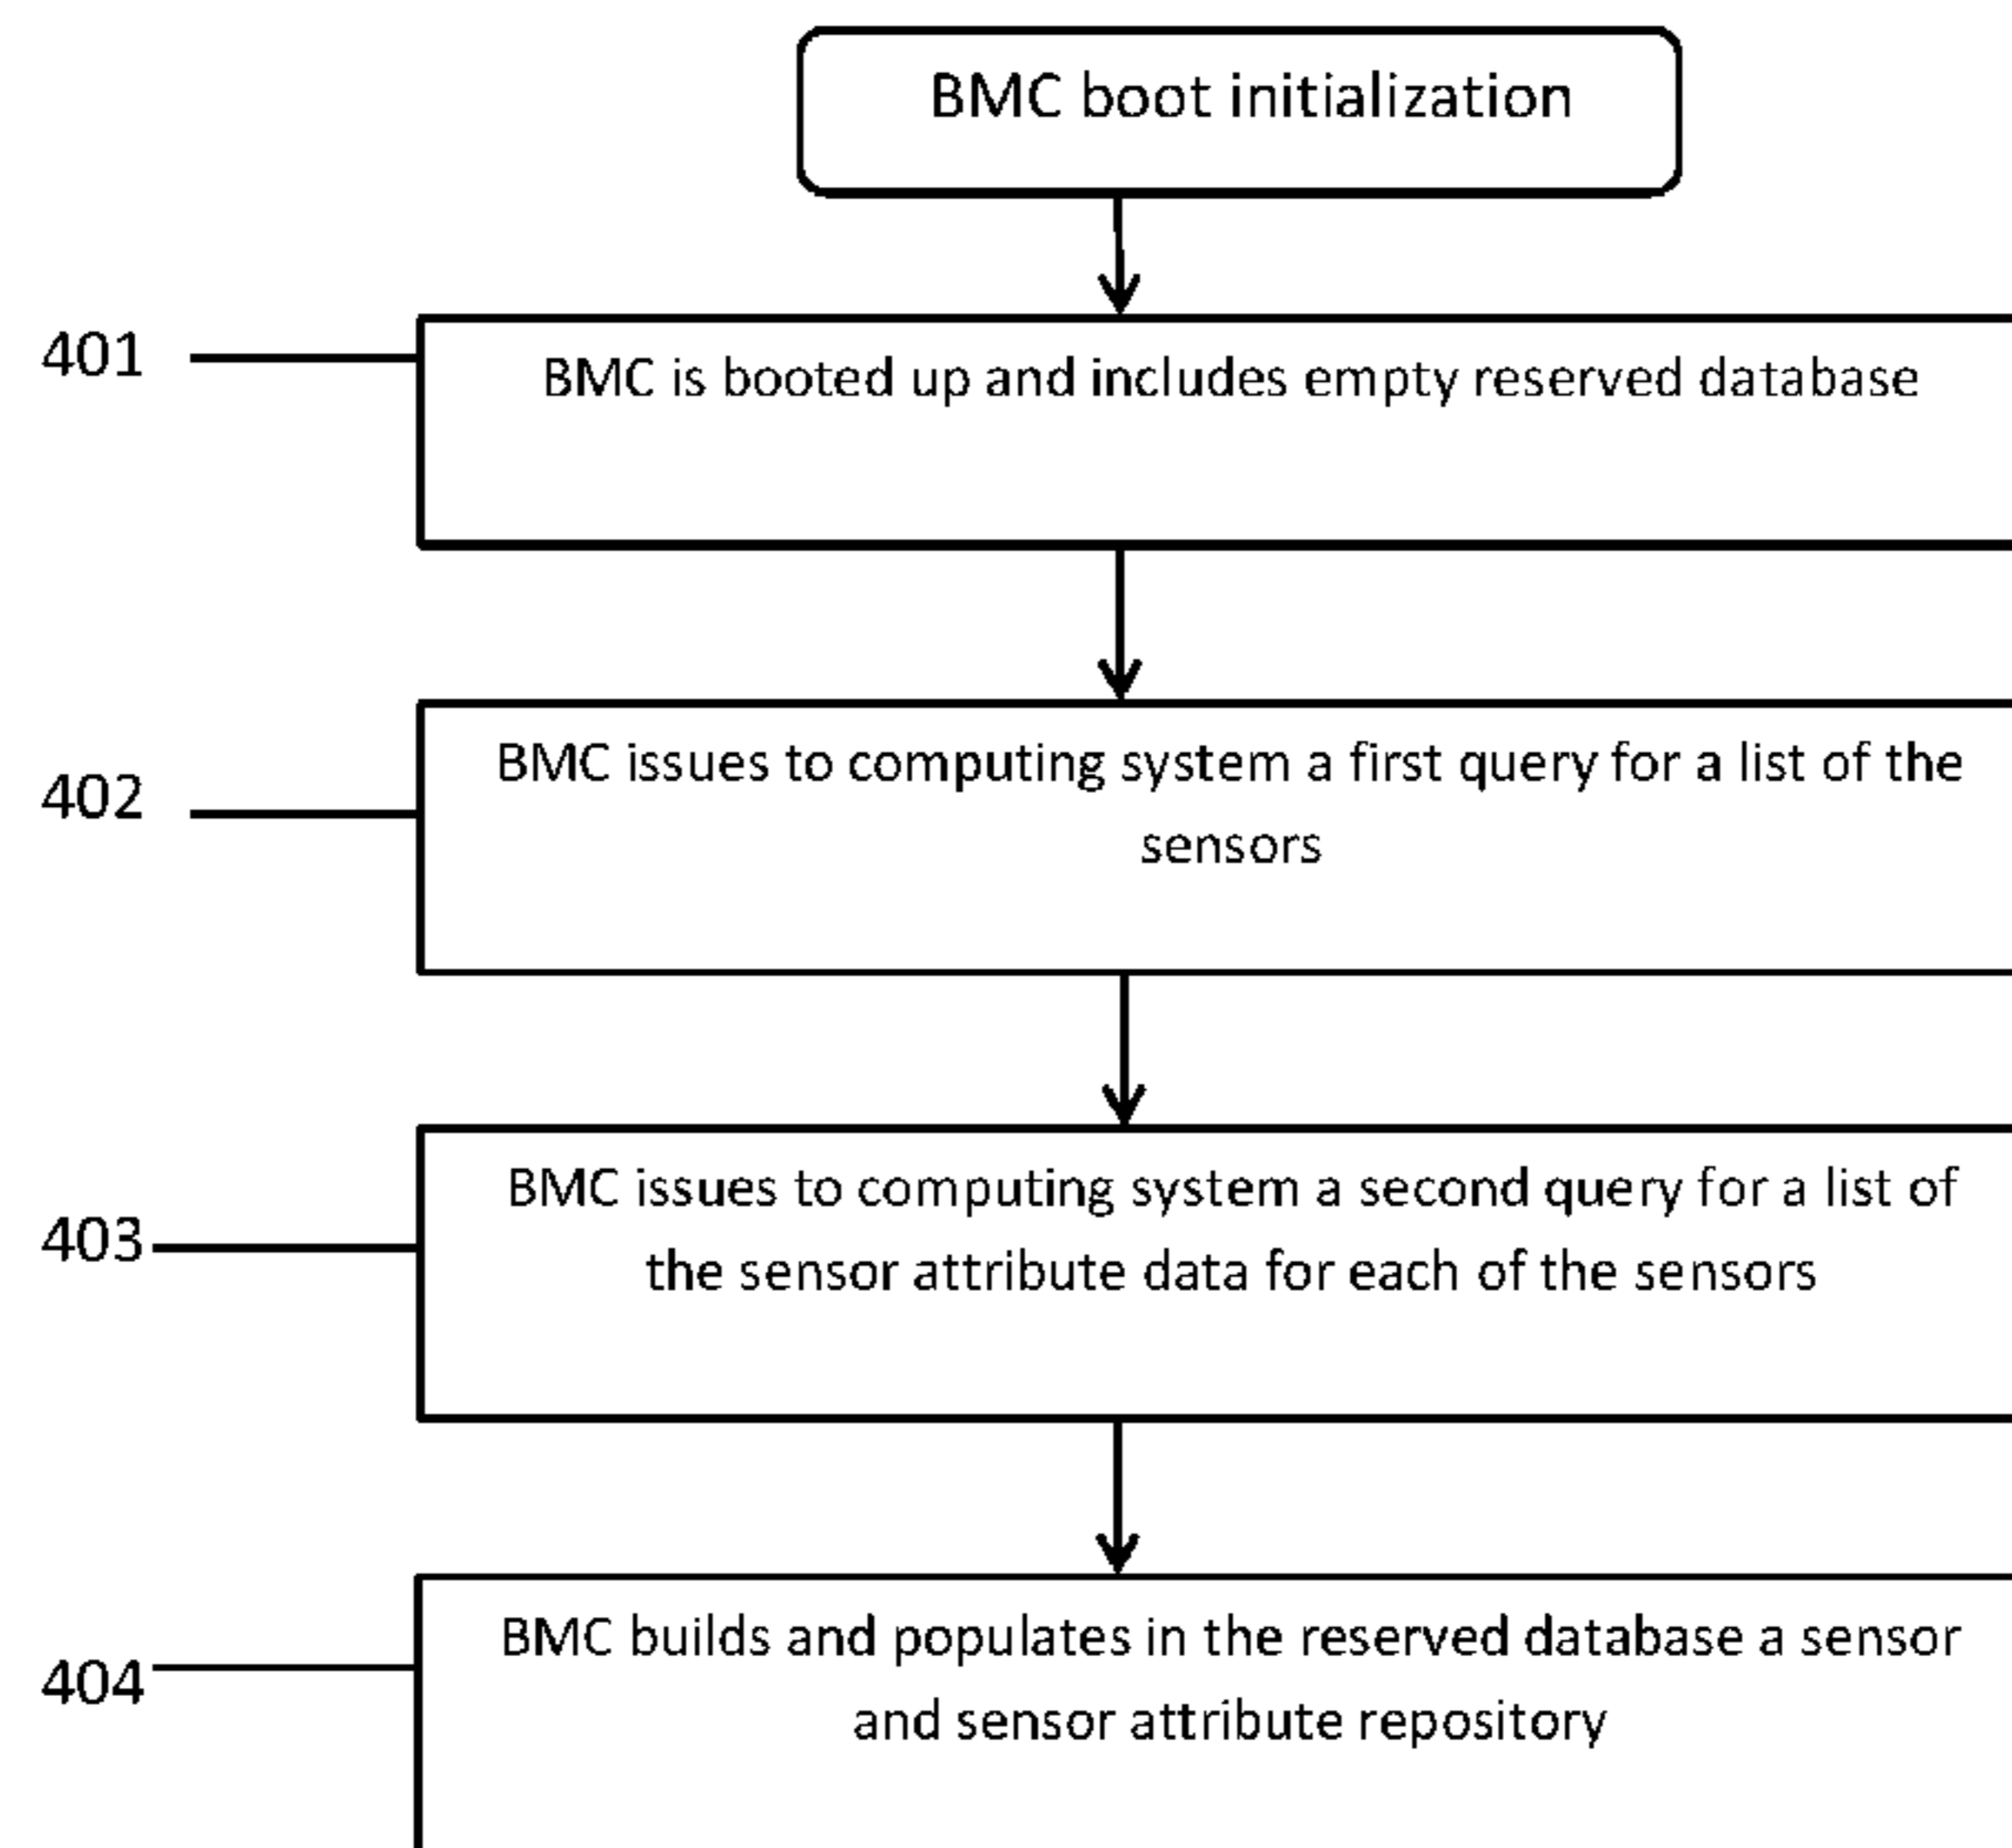 BMC boot initialization
401
BMC is booted up and includes empty reserved database
402
BMC issues to computing system a first query for a list of the
sensors
403
BMC issues to computing system a second query for a list of
the sensor attribute data for each of the sensors
404
BMC builds and populates in the reserved database a sensor
and sensor attribute repository